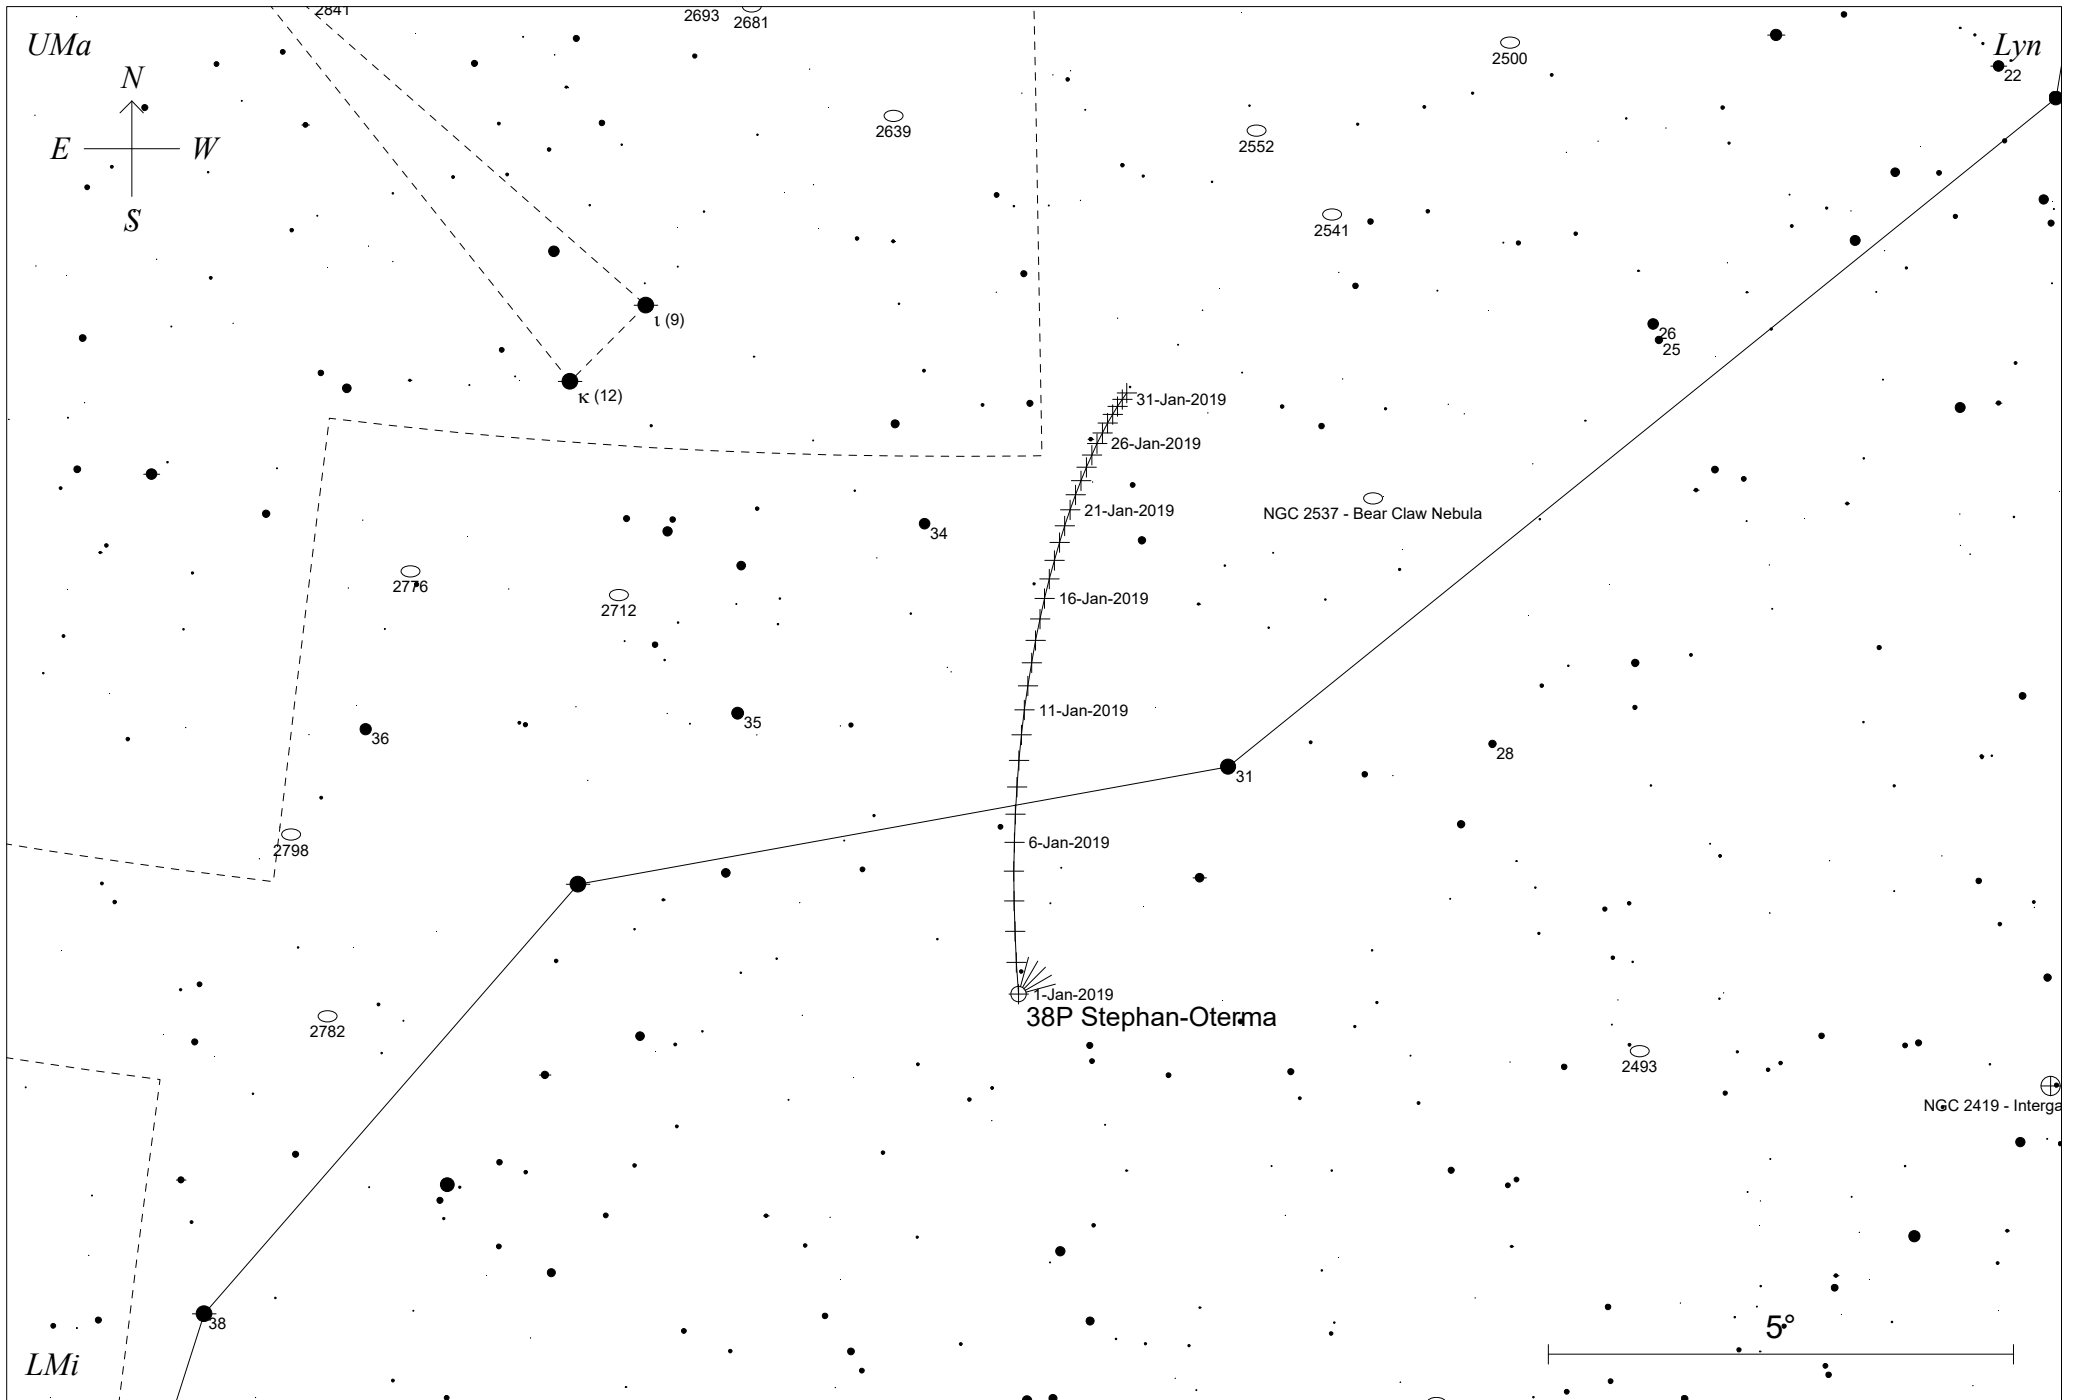 2841
2693
2681
UMa
Lyn
2500
22
N
2639
2552
E
W
S
2541
ι (9)
26
25
κ (12)
31-Jan-2019
26-Jan-2019
21-Jan-2019
NGC 2537 - Bear Claw Nebula
34
2776
2712
16-Jan-2019
11-Jan-2019
35
36
28
31
6-Jan-2019
2798
1-Jan-2019
38P Stephan-Oterma
2782
2493
NGC 2419 - Interga
38
5°
LMi